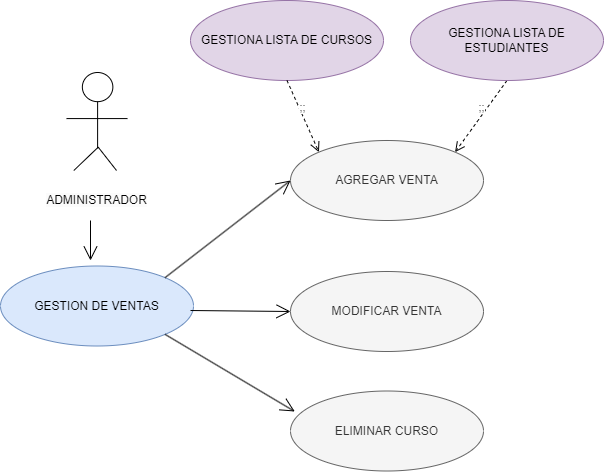 GESTIONA LISTA DE CURSOS
GESTIONA LISTA DE
ESTUDIANTES
;;
;;
AGREGAR VENTA
ADMINISTRADOR
GESTION DE VENTAS
MODIFICAR VENTA
ELIMINAR CURSO